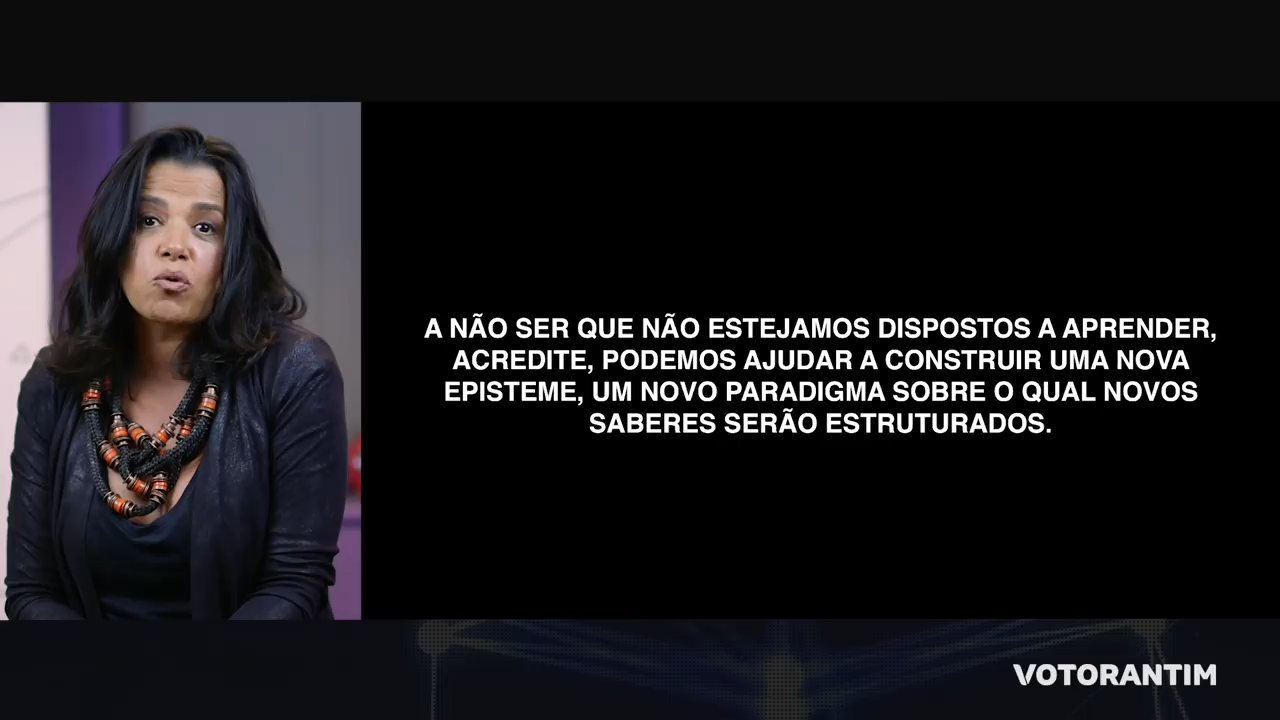 A NÃO SER QUE NÃO ESTEJAMOS DISPOSTOS A APRENDER,
ACREDITE, PODEMOS AJUDAR A CONSTRUIR UMA NOVA
EPISTEME, UM NOVO PARADIGMA SOBRE O QUAL NOVOS
SABERES SERÃO ESTRUTURADOS.
VOTORANTIM